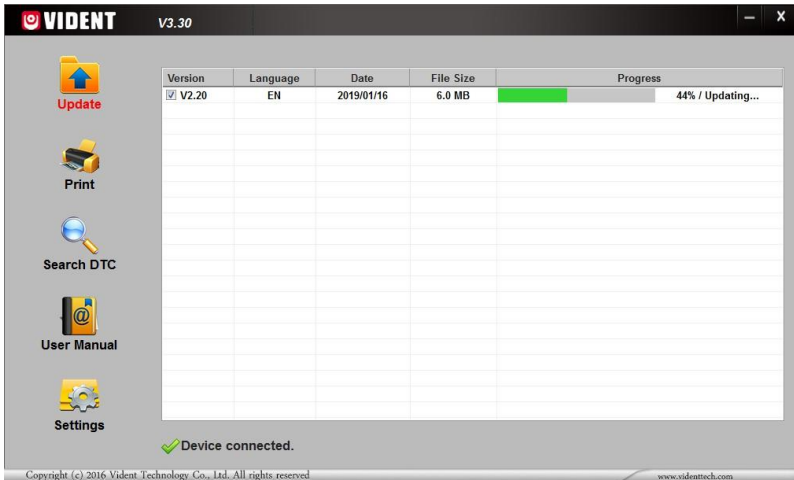 VIDENT V3.30
– X
Update
Print
Search DTC
User Manual
Settings
Version Language Date File Size Progress
V2.20 EN 2019/01/16 6.0 MB 44% / Updating...
Device connected.
Copyright (c) 2016 Vident Technology Co., Ltd. All rights reserved
www.videnttech.com